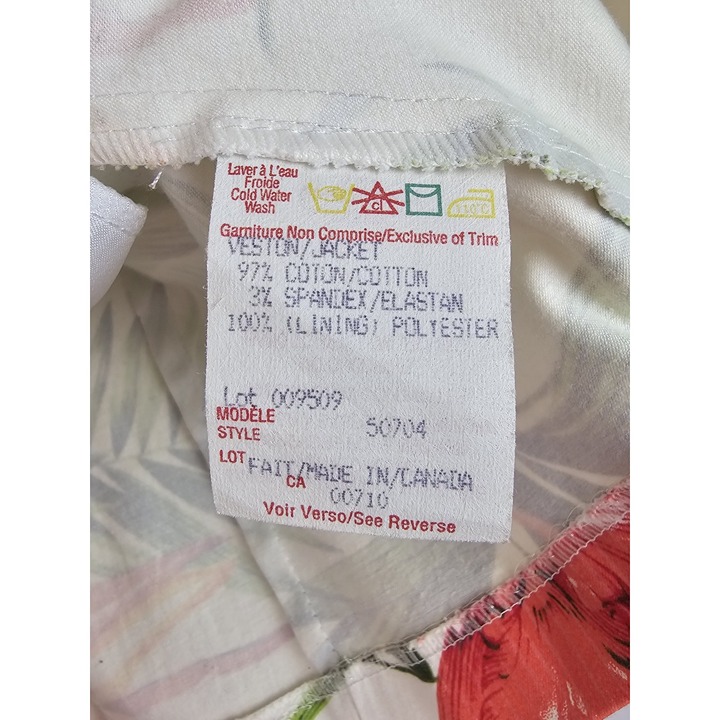 Laver à L'eau
Froide
Cold Water
Wash
cl
Garniture Non Comprise/Exclusive of Trim
VESTON/JACKET
97% COTON/COTTON
3% SPANDEX/ELASTAN
100% (LINING) POLYESTER
Lot 009509
MODÈLE
STYLE 50704
LOT FAIT/MADE IN/CANADA
CA 00710
Voir Verso/See Reverse